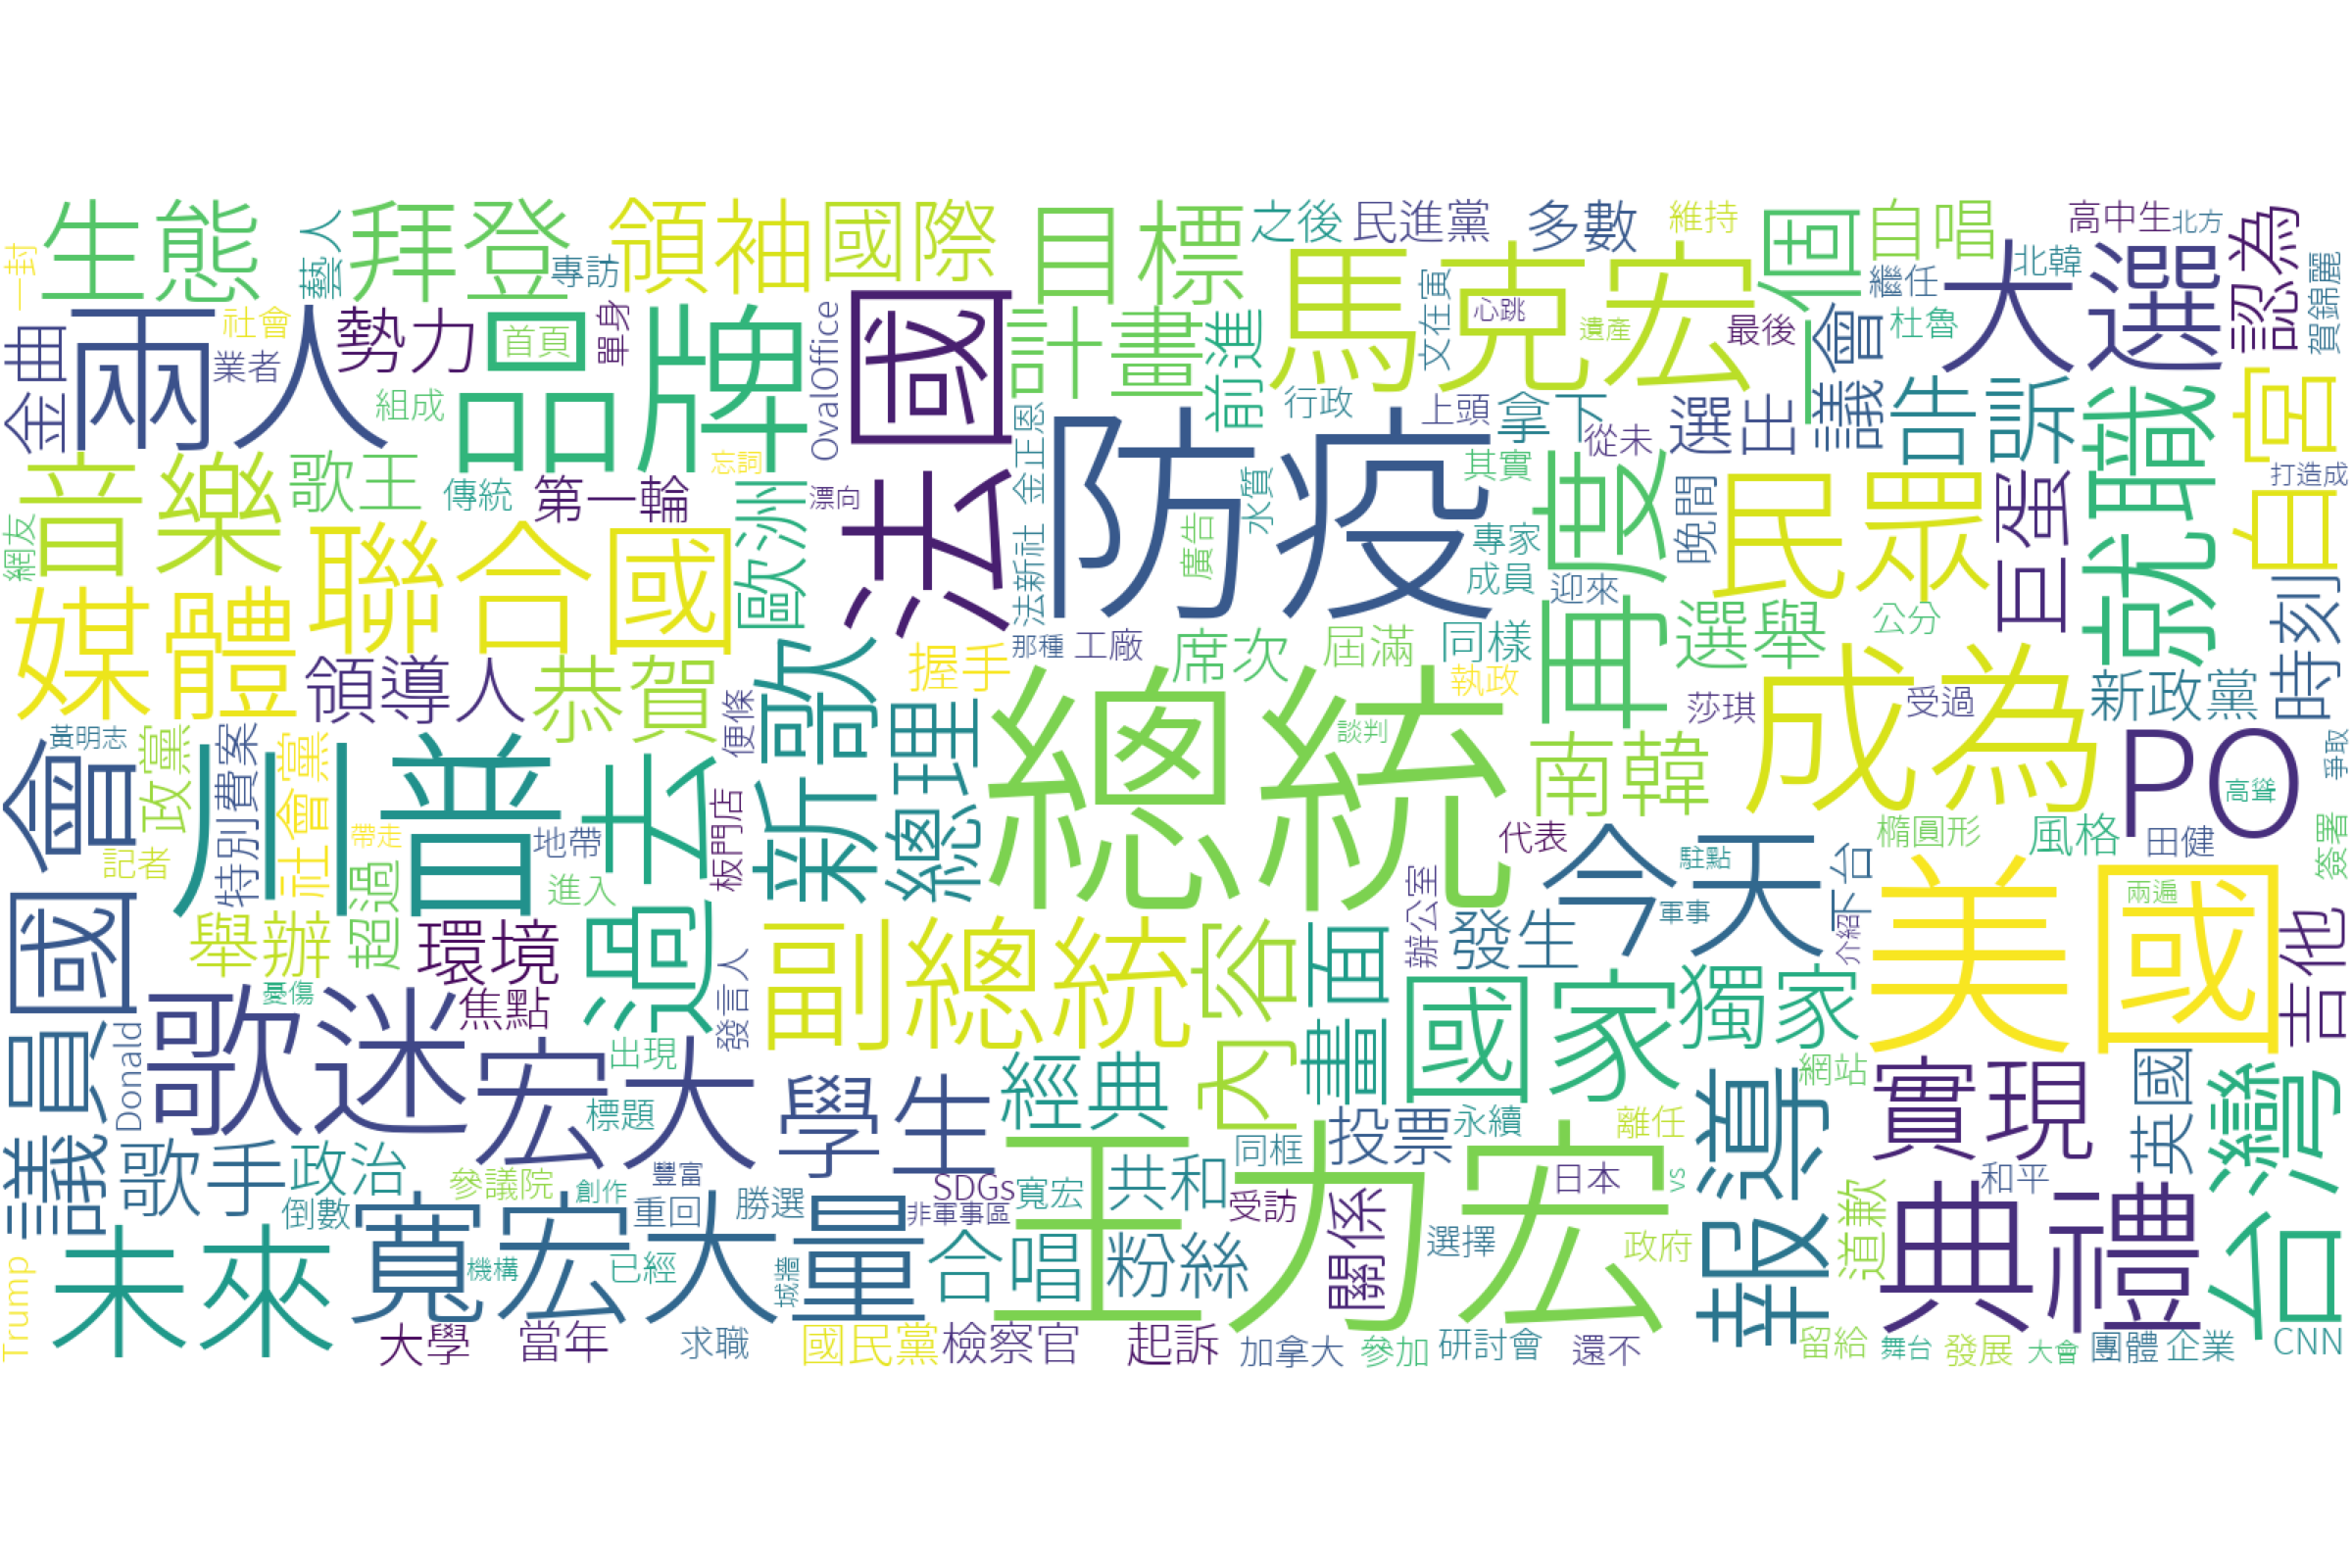 一封
生態
藝人
拜登
專訪
領袖
國際
目標
之後
民進黨
多數
維持
個人
自唱
高中生
北方
認為
賀錦麗
金曲
社會
業者
兩人
勢力
品牌
首頁
單身
OvalOffice
法國
計畫
前進
馬克宏
文在寅
心跳
遺產
最後
議會
繼任
杜魯
北韓
大選
白宮
組成
行政
上頭
拿下
從未
選出
告訴
就職
打造成
音樂
歌王
傳統
忘詞
第一輪
漂向
歐洲
金正恩
法新社
防疫
水質
廣告
其實
專家
成員
迎來
再度
晚間
民眾
巨蛋
公分
時刻
網友
媒體
聯合國
領導人
恭賀
新歌
握手
那種
工廠
席次
屆滿
同樣
執政
選舉
莎琪
受過
成為
新政黨
黃明志
政黨
特別費案
社會黨
川普
過去
便條
板門店
總理
總統
談判
南韓
PO
高聳
爭取
簽署
國會
記者
帶走
地帶
進入
超過
代表
今天
駐點
橢圓形
風格
田健
下台
舉辦
環境
憂傷
焦點
發言人
副總統
內容
畫面
辦公室
發生
軍事
介紹
美國
兩遍
吉他
議員
Donald
歌迷
宏大
出現
標題
學生
經典
國家
獨家
網站
報導
實現
英國
台灣
歌手
政治
參議院
豐富
創作
重回
勝選
SDGs
非軍事區
寬宏
共和
同框
受訪
投票
永續
離任
日本
vs
和平
道歉
典禮
Trump
未來
倒數
寬宏大量
機構
已經
城牆
合唱
王力宏
粉絲
關係
選擇
政府
大學
當年
求職
國民黨
檢察官
起訴
加拿大
參加
研討會
還不
留給
舞台
發展
大會
團體
企業
CNN